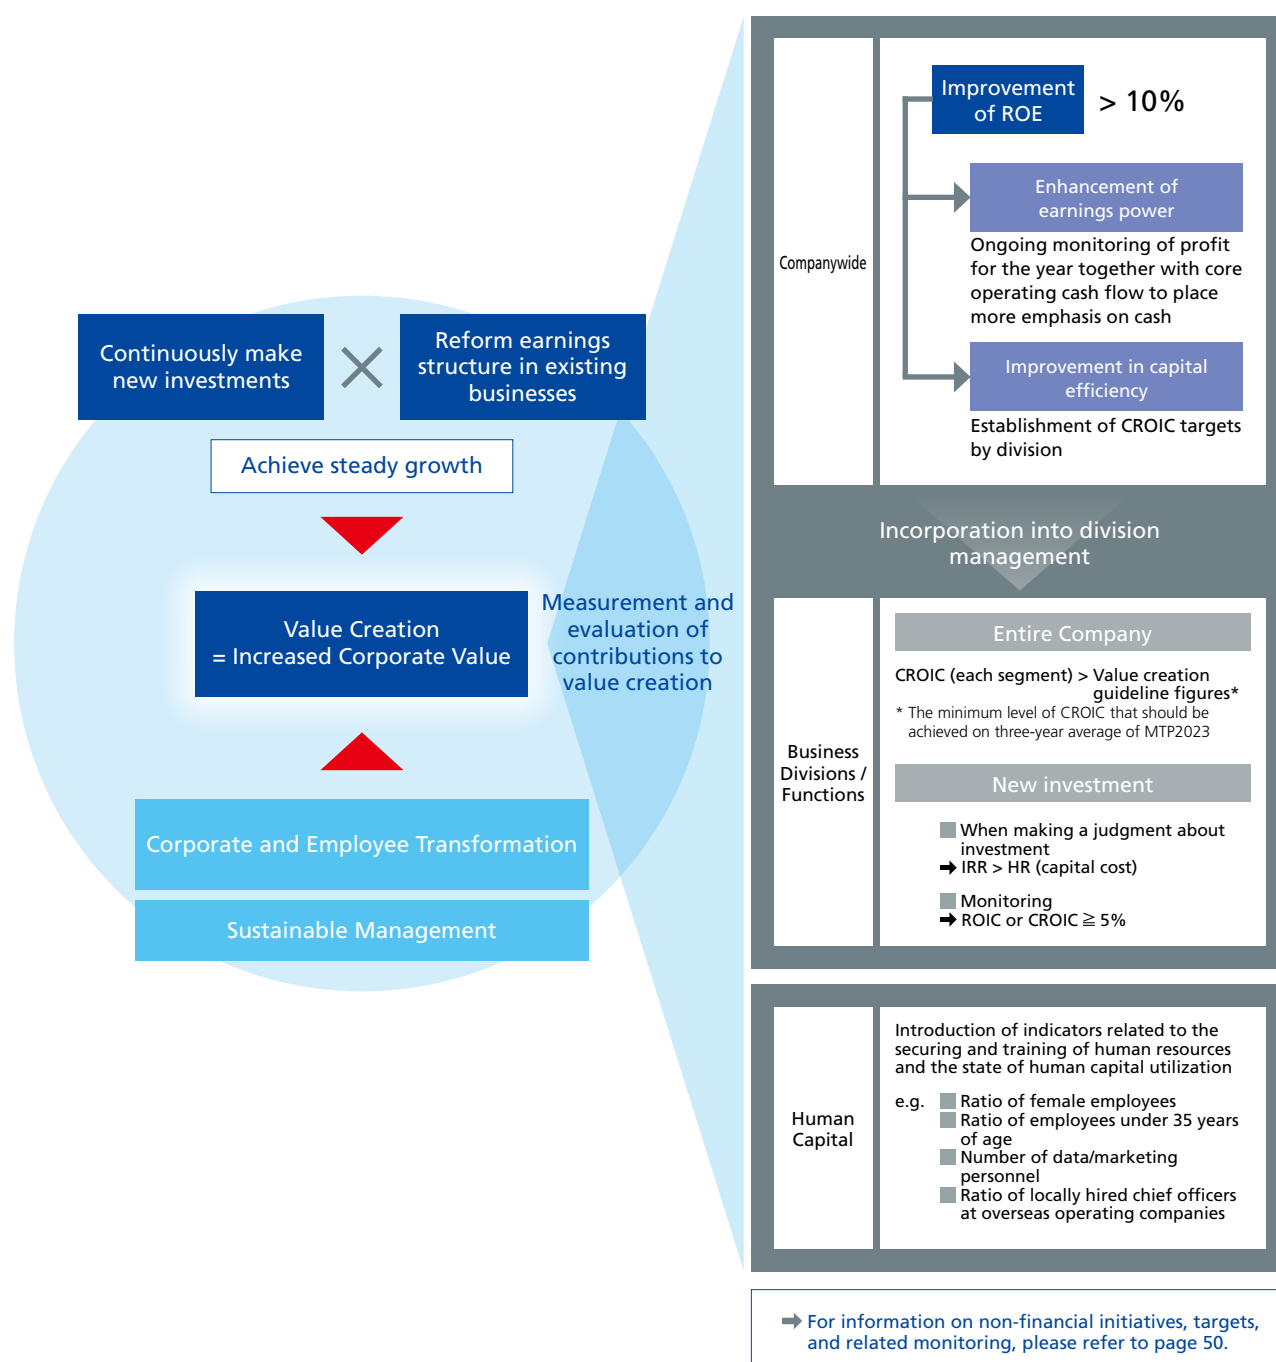 Continuously make
new investments
Reform earnings
structure in existing
businesses
Achieve steady growth
Value Creation
= Increased Corporate Value
Measurement and
evaluation of
contributions to
value creation
Corporate and Employee Transformation
Sustainable Management
Companywide
Improvement
of ROE
> 10%
Enhancement of
earnings power
Ongoing monitoring of profit
for the year together with core
operating cash flow to place
more emphasis on cash
Improvement in capital
efficiency
Establishment of CROIC targets
by division
Incorporation into division
management
Business
Divisions /
Functions
Entire Company
CROIC (each segment) > Value creation
guideline figures*
* The minimum level of CROIC that should be
achieved on three-year average of MTP2023
New investment
When making a judgment about
investment
➡ IRR > HR (capital cost)
Monitoring
➡ ROIC or CROIC ≧ 5%
Human
Capital
Introduction of indicators related to the
securing and training of human resources
and the state of human capital utilization
e.g. Ratio of female employees
Ratio of employees under 35 years
of age
Number of data/marketing
personnel
Ratio of locally hired chief officers
at overseas operating companies
➡ For information on non-financial initiatives, targets,
and related monitoring, please refer to page 50.